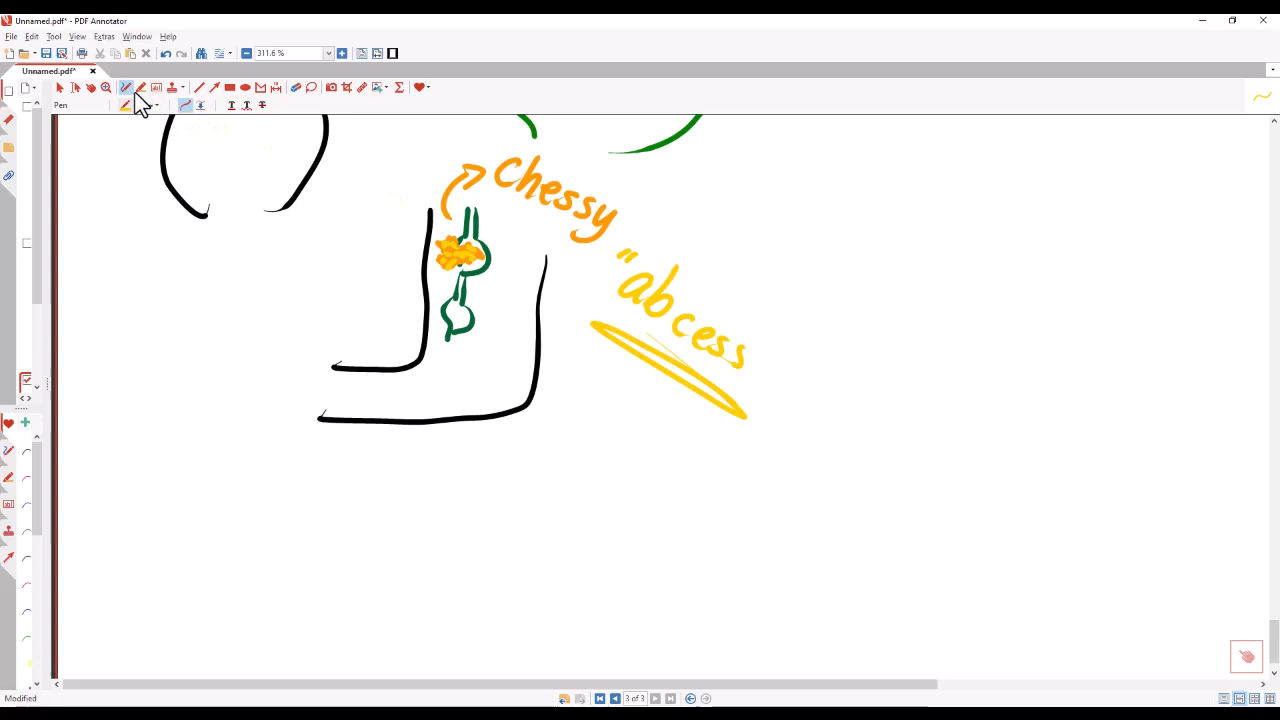 Unnamed.pdf* - PDF Annotator
File Edit Tool View Extras Window Help
311.6 %
Unnamed.pdf*
Pen
Chessy
"abcess
3 of 3
Modified